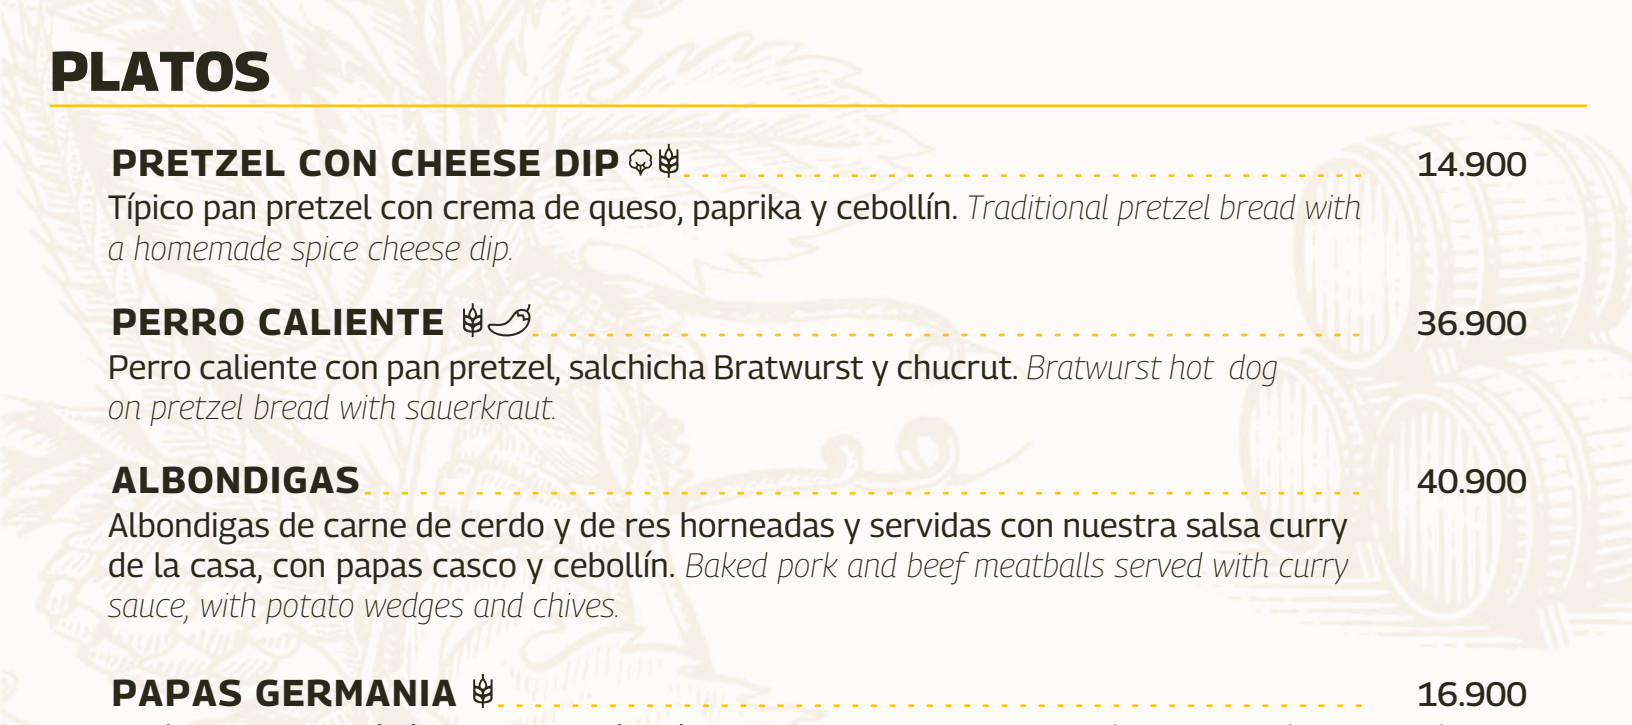 PLATOS
PRETZEL CON CHEESE DIP 14.900
Típico pan pretzel con crema de queso, paprika y cebollín. Traditional pretzel bread with
a homemade spice cheese dip.
PERRO CALIENTE 36.900
Perro caliente con pan pretzel, salchicha Bratwurst y chucrut. Bratwurst hot dog
on pretzel bread with sauerkraut.
ALBONDIGAS 40.900
Albondigas de carne de cerdo y de res horneadas y servidas con nuestra salsa curry
de la casa, con papas casco y cebollín. Baked pork and beef meatballs served with curry
sauce, with potato wedges and chives.
PAPAS GERMANIA 16.900